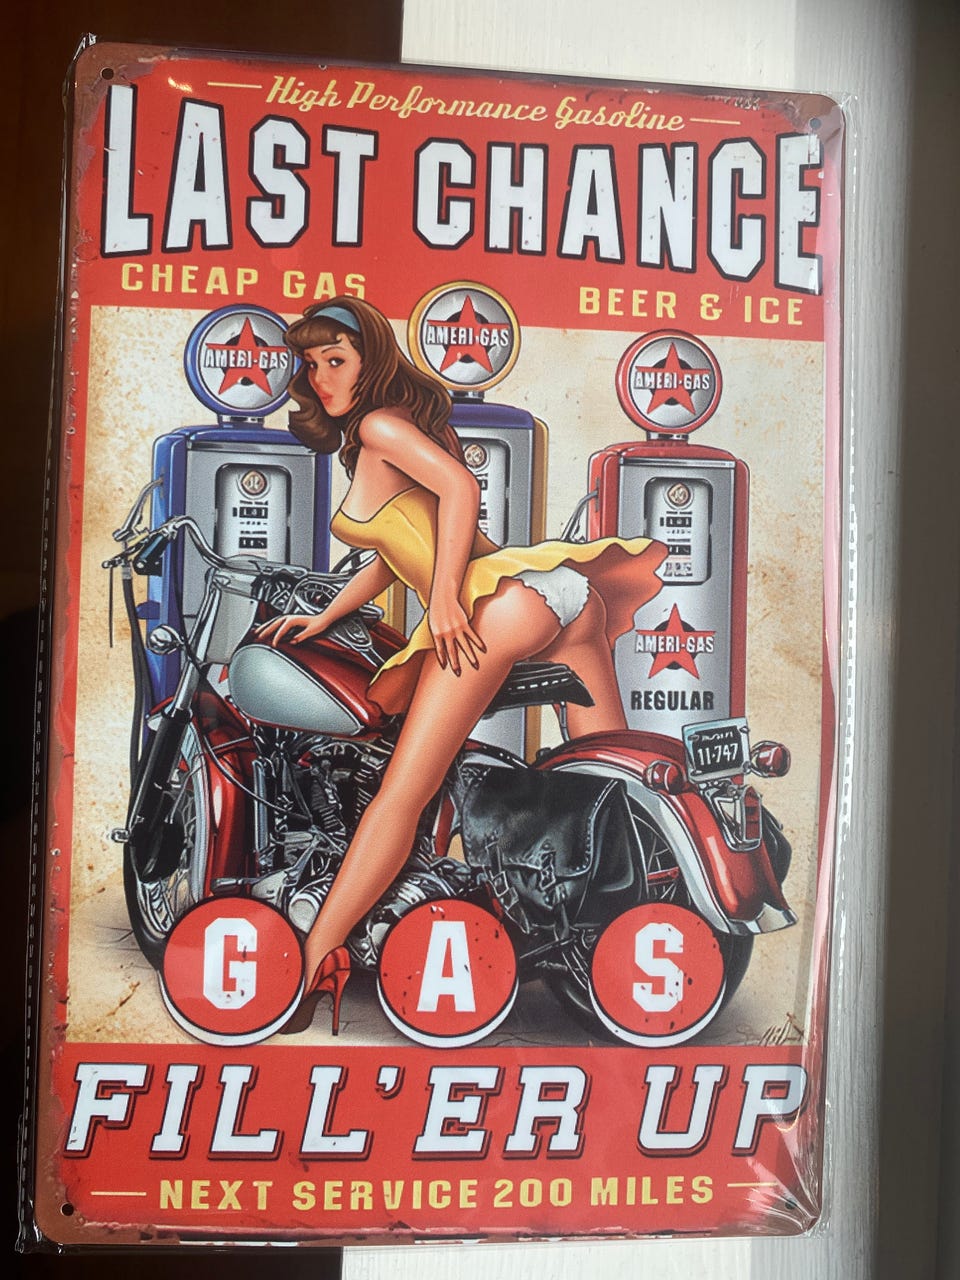 High Performance Gasoline
LAST CHANCE
CHEAP GAS
BEER & ICE
AMERI-GAS
AMERI-GAS
AMERI-GAS
AMERI-GAS
REGULAR
11-747
G A S
FILL'ER UP
NEXT SERVICE 200 MILES